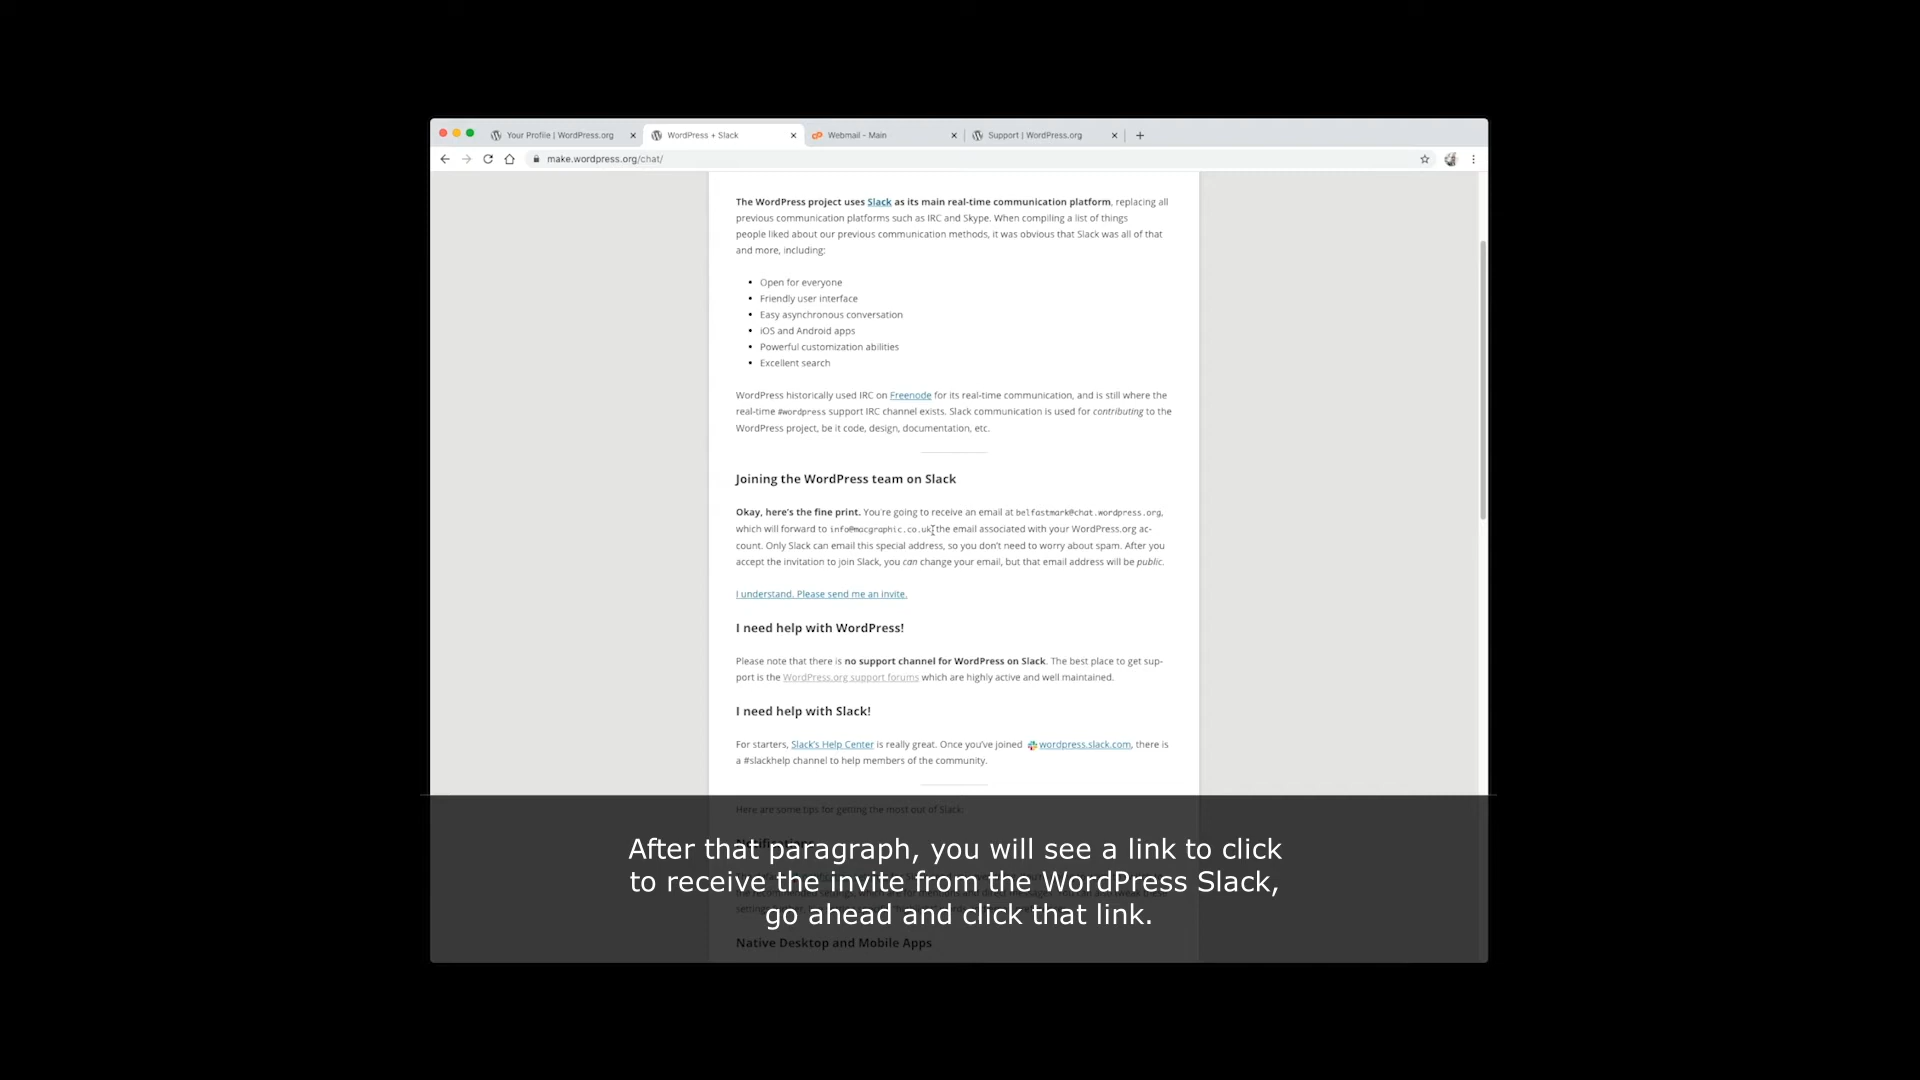 Your Profile | WordPress.org
WordPress + Slack
Webmail - Main
Support | WordPress.org
make.wordpress.org/chat/
The WordPress project uses Slack as its main real-time communication platform, replacing all
previous communication platforms such as IRC and Skype. When compiling a list of things
people liked about our previous communication methods, it was obvious that Slack was all of that
and more, including:
• Open for everyone
• Friendly user interface
• Easy asynchronous conversation
• iOS and Android apps
• Powerful customization abilities
• Excellent search
WordPress historically used IRC on Freenode for its real-time communication, and is still where the
real-time #wordpress support IRC channel exists. Slack communication is used for contributing to the
WordPress project, be it code, design, documentation, etc.
Joining the WordPress team on Slack
Okay, here's the fine print. You're going to receive an email at belfastmark@chat.wordpress.org,
which will forward to info@macgraphic.co.uk the email associated with your WordPress.org ac-
count. Only Slack can email this special address, so you don't need to worry about spam. After you
accept the invitation to join Slack, you can change your email, but that email address will be public.
I understand. Please send me an invite.
I need help with WordPress!
Please note that there is no support channel for WordPress on Slack. The best place to get sup-
port is the WordPress.org support forums which are highly active and well maintained.
I need help with Slack!
For starters, Slack's Help Center is really great. Once you've joined wordpress.slack.com, there is
a #slackhelp channel to help members of the community.
Here are some tips for getting the most out of Slack:
Notifications
After that paragraph, you will see a link to click
to receive the invite from the WordPress Slack,
go ahead and click that link.
Native Desktop and Mobile Apps